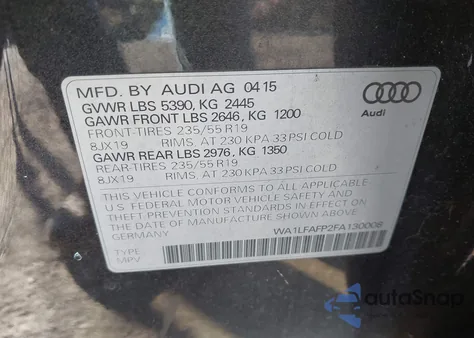 MFD. BY AUDI AG 04 15
GVWR LBS 5390, KG 2445
GAWR FRONT LBS 2646, KG 1200
FRONT-TIRES 235/55 R19
8JX19 RIMS. AT 230 KPA 33 PSI COLD
GAWR REAR LBS 2976, KG 1350
REAR-TIRES 235/55 R19
8JX19 RIMS. AT 230 KPA 33 PSI COLD
THIS VEHICLE CONFORMS TO ALL APPLICABLE
U.S. FEDERAL MOTOR VEHICLE SAFETY AND
THEFT PREVENTION STANDARDS IN EFFECT ON
THE DATE OF MANUFACTURE SHOWN ABOVE
GERMANY
WA1LFAFP2FA130008
TYPE:
MPV
Audi
autoSnap